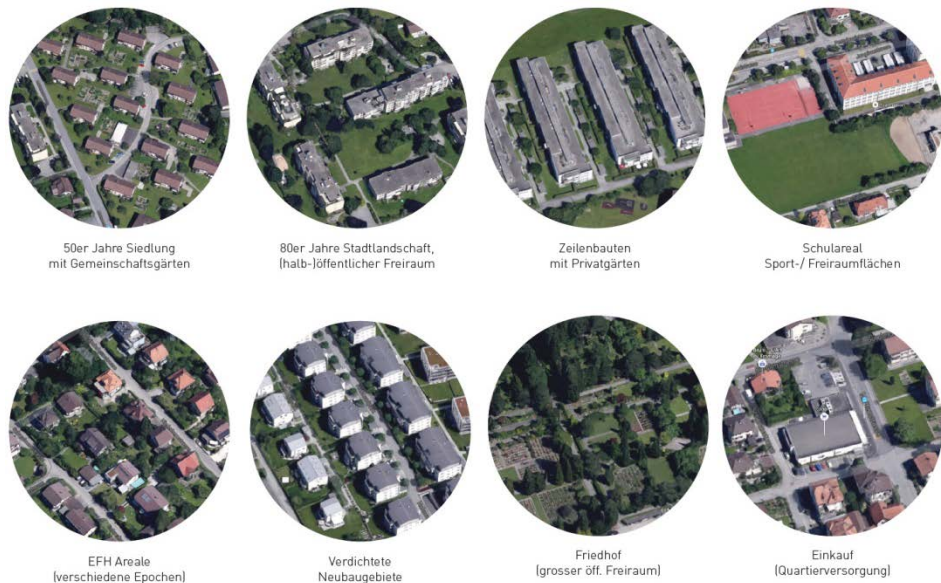 50er Jahre Siedlung
mit Gemeinschaftsgärten
80er Jahre Stadtlandschaft,
(halb-)öffentlicher Freiraum
Zeilenbauten
mit Privatgärten
Schulareal
Sport-/ Freiraumflächen
EFH Areale
(verschiedene Epochen)
Verdichtete
Neubaugebiete
Friedhof
(grosser öff. Freiraum)
Einkauf
(Quartierversorgung)